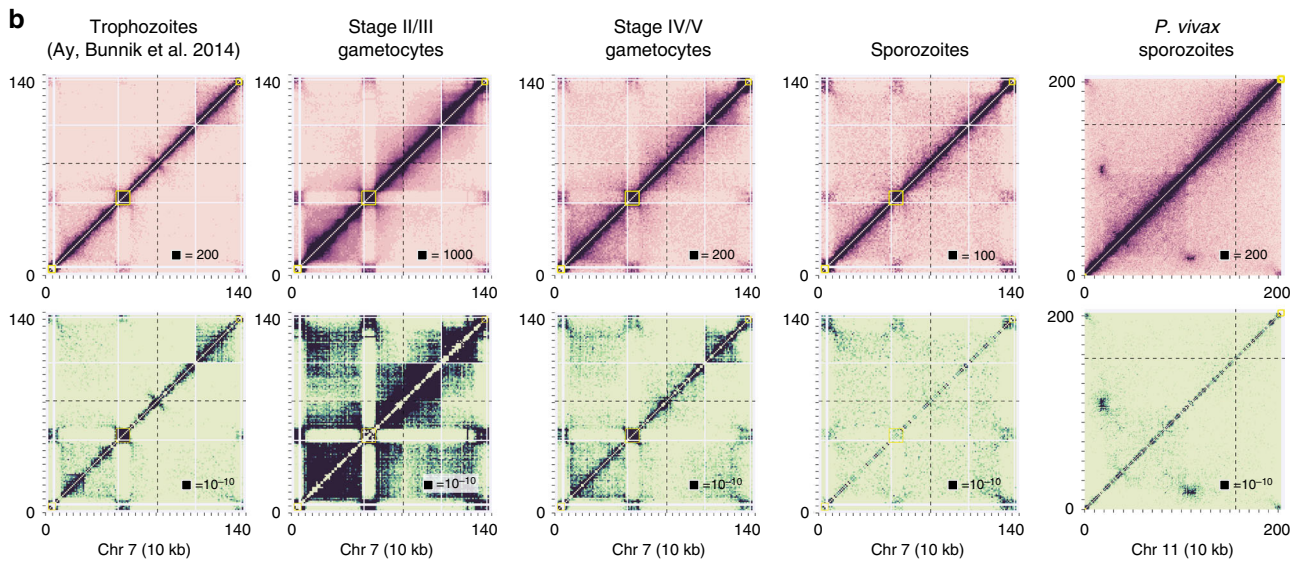 b
Trophozoites
(Ay, Bunnik et al. 2014)
Stage II/III
gametocytes
Stage IV/V
gametocytes
Sporozoites
P. vivax
sporozoites
140
0
0
140
= 200
0
140
= 1000
0
140
= 200
140
0
0
140
= 100
200
0
0
200
= 200
140
0
0
140
=10⁻¹⁰
Chr 7 (10 kb)
0
140
=10⁻¹⁰
Chr 7 (10 kb)
0
140
=10⁻¹⁰
Chr 7 (10 kb)
140
0
0
140
=10⁻¹⁰
Chr 7 (10 kb)
200
0
0
200
=10⁻¹⁰
Chr 11 (10 kb)